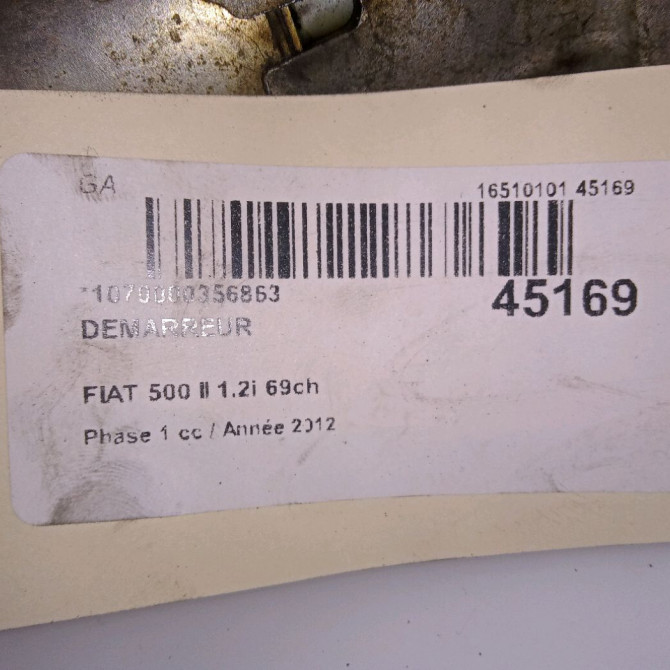 GA
16510101 45169
*1070000356863
45169
DEMARREUR
FIAT 500 II 1.2i 69ch
Phase 1 cc / Année 2012